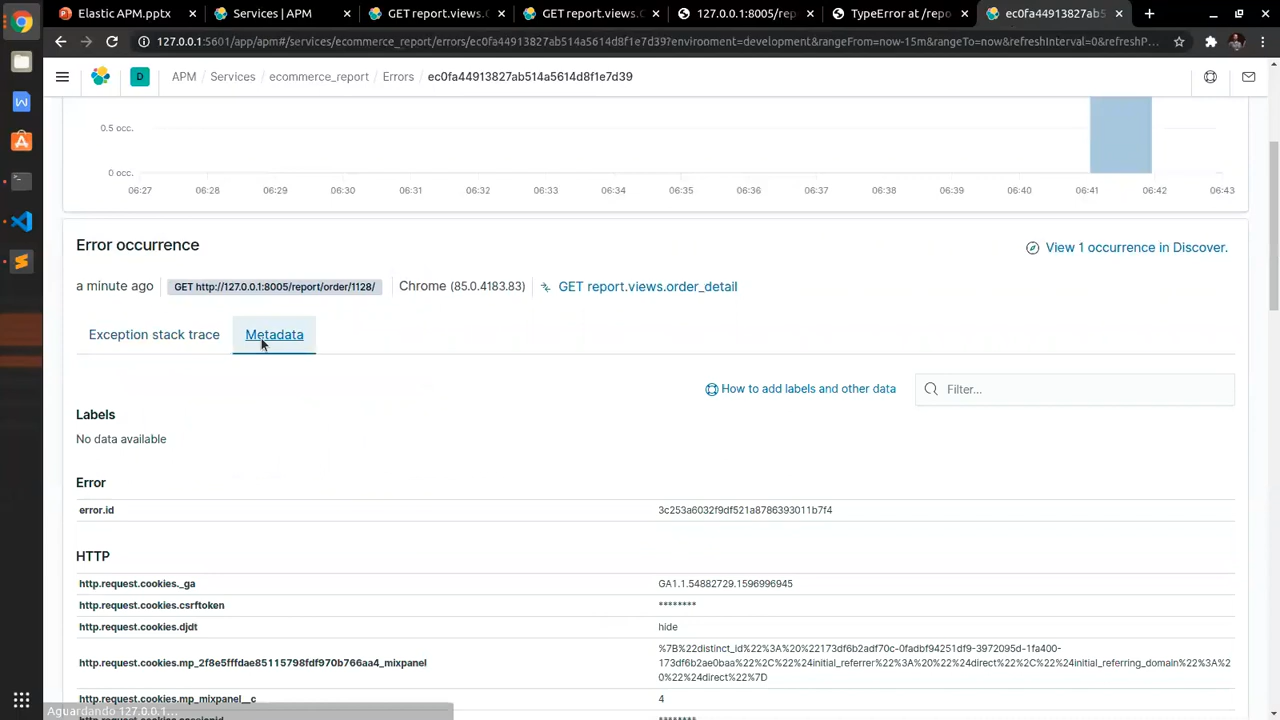 Elastic APM.pptx
Services | APM
GET report.views.
GET report.views.
127.0.0.1:8005/rep
TypeError at /repo
ec0fa44913827ab5
127.0.0.1:5601/app/apm#/services/ecommerce_report/errors/ec0fa44913827ab514a5614d8f1e7d39?environment=development&rangeFrom=now-15m&rangeTo=now&refreshInterval=0&refreshP...
D
APM / Services / ecommerce_report / Errors / ec0fa44913827ab514a5614d8f1e7d39
0.5 occ.
0 occ.
06:27 06:28 06:29 06:30 06:31 06:32 06:33 06:34 06:35 06:36 06:37 06:38 06:39 06:40 06:41 06:42 06:43
Error occurrence
View 1 occurrence in Discover.
a minute ago GET http://127.0.0.1:8005/report/order/1128/ Chrome (85.0.4183.83) GET report.views.order_detail
Exception stack trace Metadata
How to add labels and other data Filter...
Labels
No data available
Error
error.id 3c253a6032f9df521a8786393011b7f4
HTTP
http.request.cookies._ga GA1.1.54882729.1596996945
http.request.cookies.csrftoken ********
http.request.cookies.djdt hide
%7B%22distinct_id%22%3A%20%22173df6b2adf70c-0fadbf94251df9-3972095d-1fa400-
http.request.cookies.mp_2f8e5fffdae85115798fdf970b766aa4_mixpanel 173df6b2ae0baa%22%2C%22%24initial_referrer%22%3A%20%22%24direct%22%2C%22%24initial_referring_domain%22%3A%2
0%22%24direct%22%7D
http.request.cookies.mp_mixpanel__c 4
Aguardando 127.0.0.1...